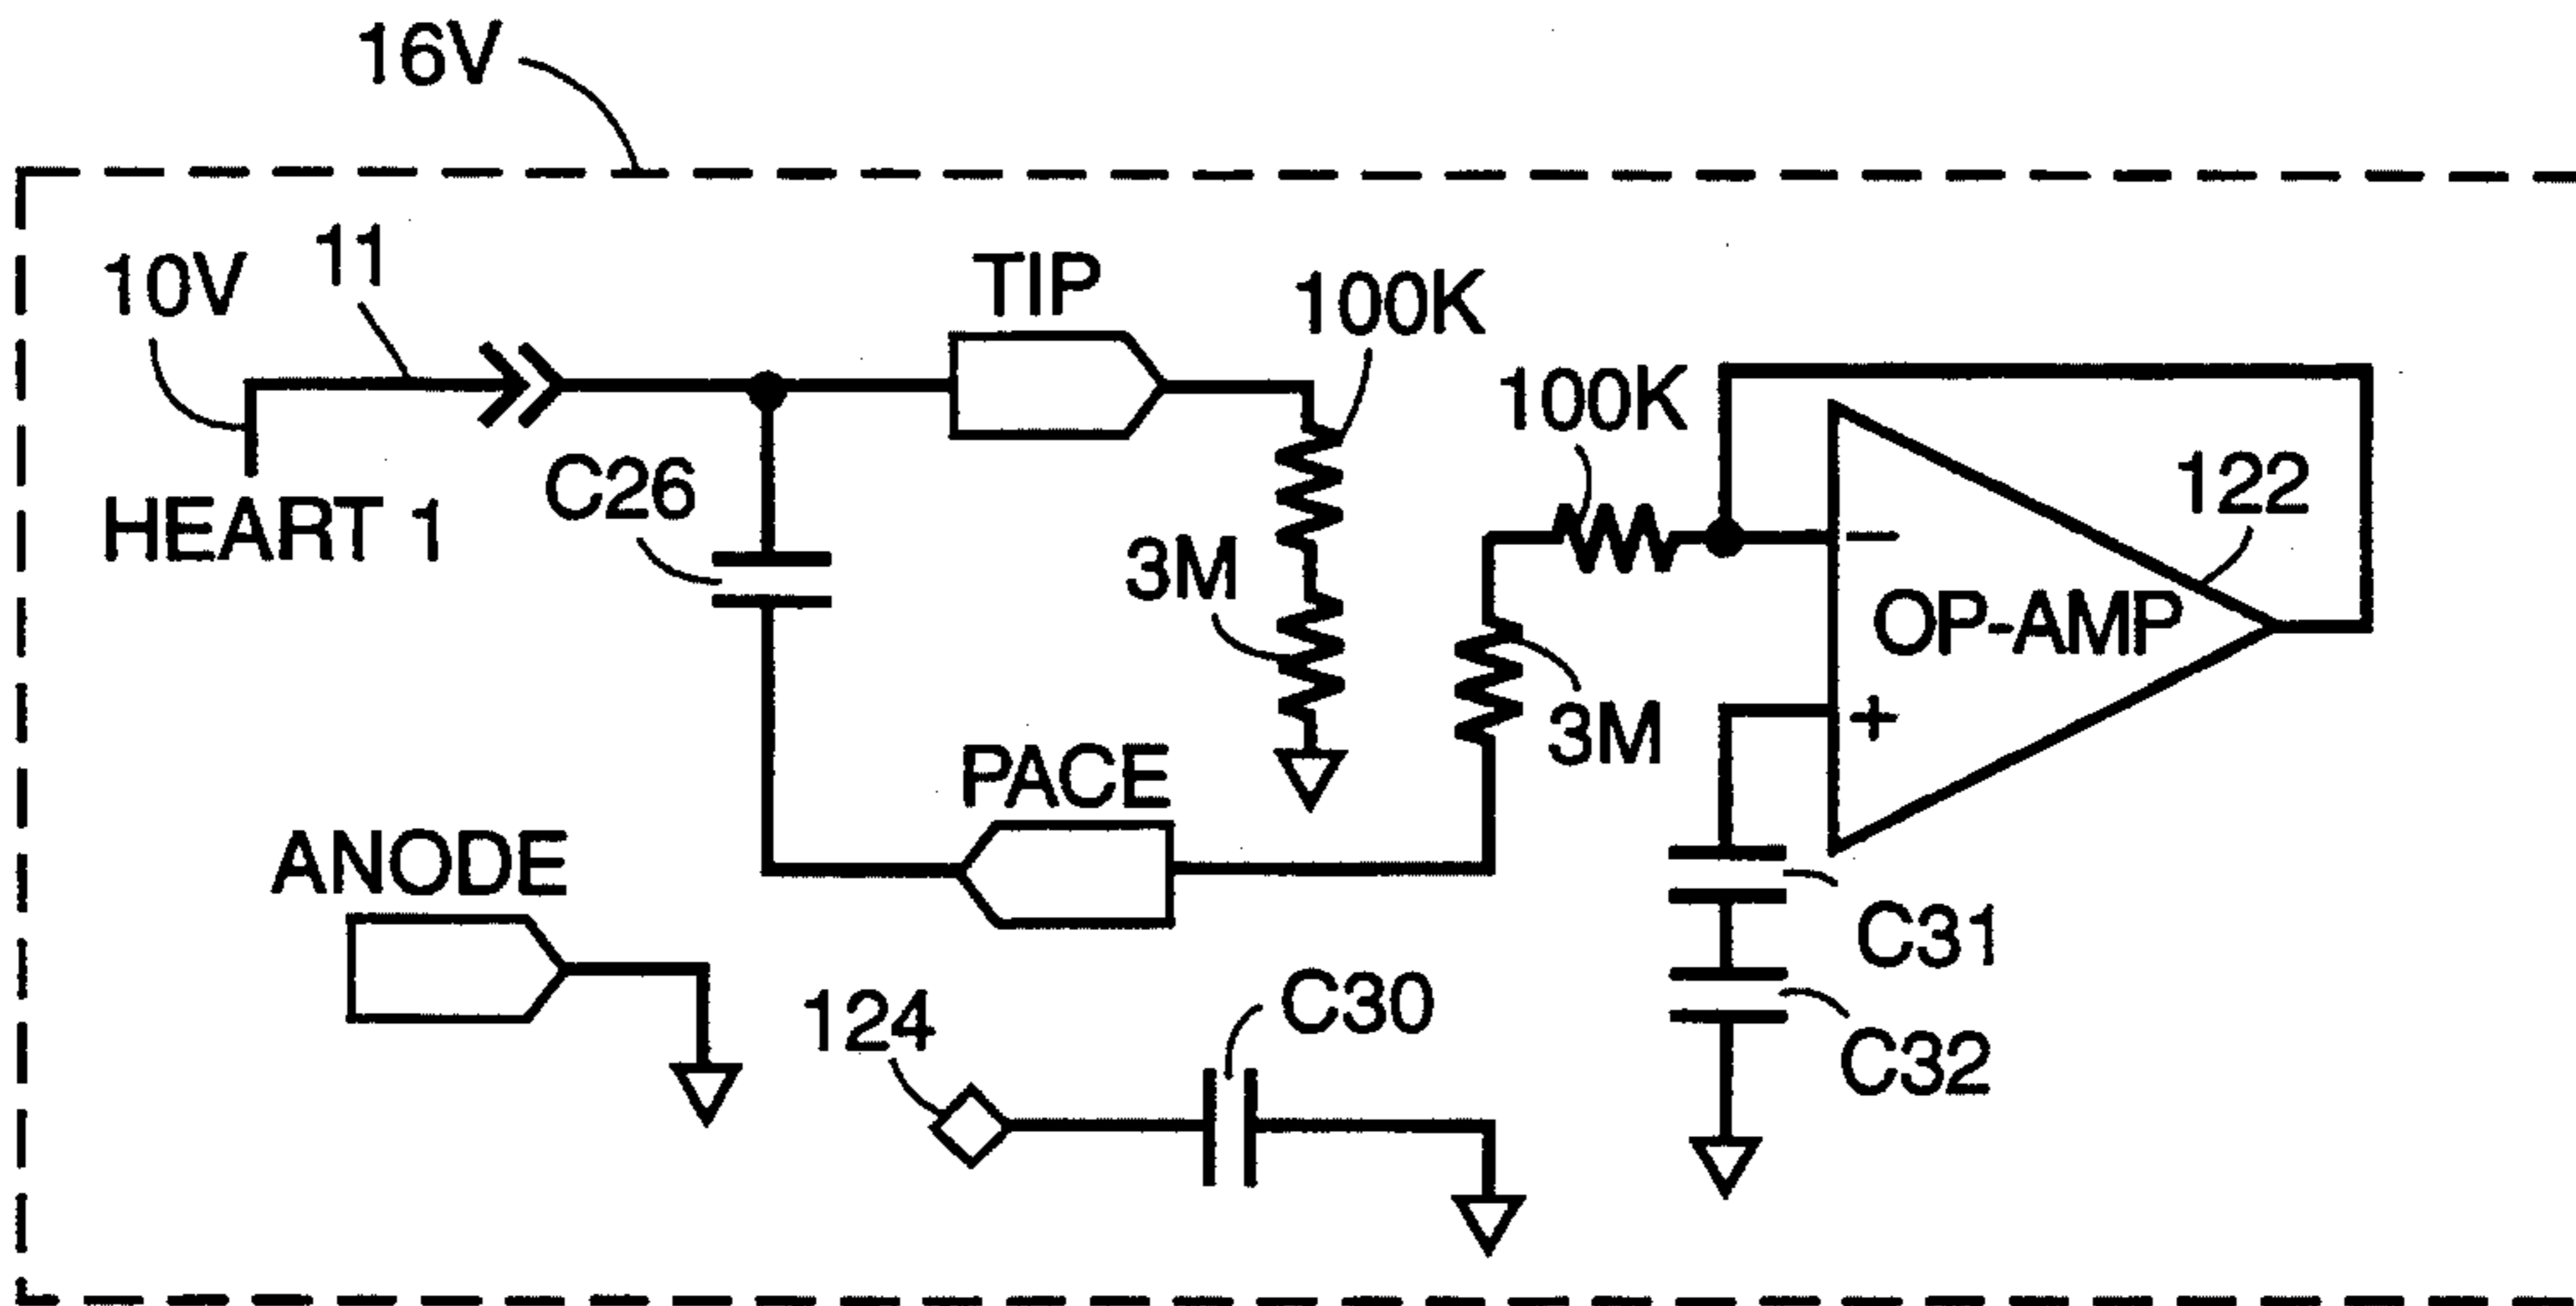 16V
10V
11
TIP
100K
HEART 1
C26
3M
100K
122
OP-AMP
−
+
3M
PACE
ANODE
C31
C32
124
C30